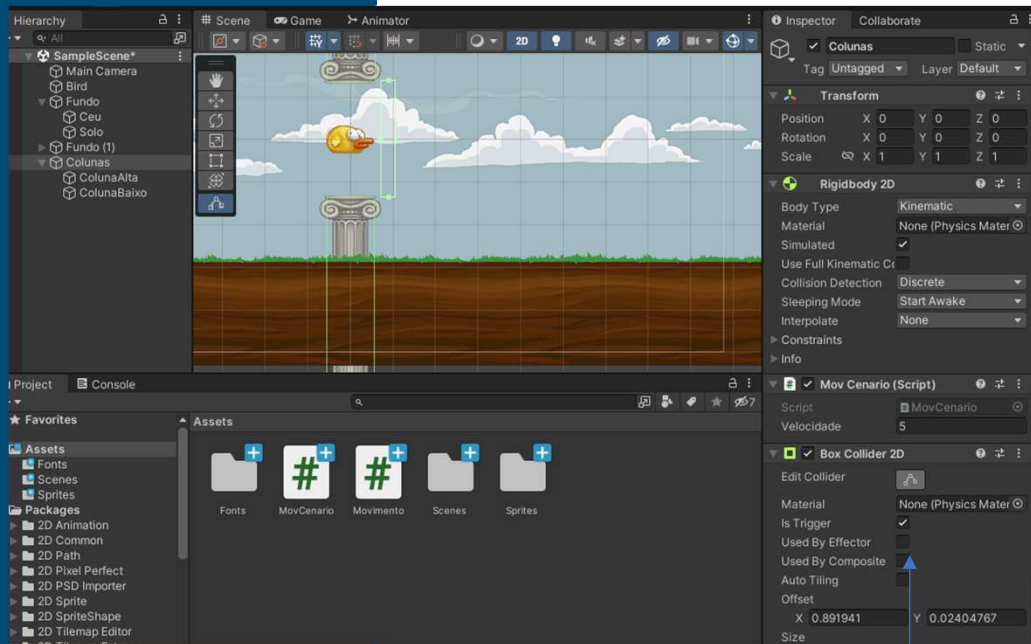 Hierarchy
All
SampleScene*
Main Camera
Bird
Fundo
Ceu
Solo
Fundo (1)
Colunas
ColunaAlta
ColunaBaixo
Scene
Game
Animator
2D
Project
Console
7
Favorites
Assets
Fonts
Scenes
Sprites
Packages
2D Animation
2D Common
2D Path
2D Pixel Perfect
2D PSD Importer
2D Sprite
2D SpriteShape
2D Tilemap Editor
Assets
Fonts
MovCenario
Movimento
Scenes
Sprites
Inspector
Collaborate
Colunas
Static
Tag Untagged
Layer Default
Transform
Position X 0 Y 0 Z 0
Rotation X 0 Y 0 Z 0
Scale X 1 Y 1 Z 1
Rigidbody 2D
Body Type Kinematic
Material None (Physics Mater
Simulated
Use Full Kinematic Co
Collision Detection Discrete
Sleeping Mode Start Awake
Interpolate None
Constraints
Info
# Mov Cenario (Script)
Script MovCenario
Velocidade 5
Box Collider 2D
Edit Collider
Material None (Physics Mater
Is Trigger
Used By Effector
Used By Composite
Auto Tiling
Offset
X 0.891941 Y 0.02404767
Size